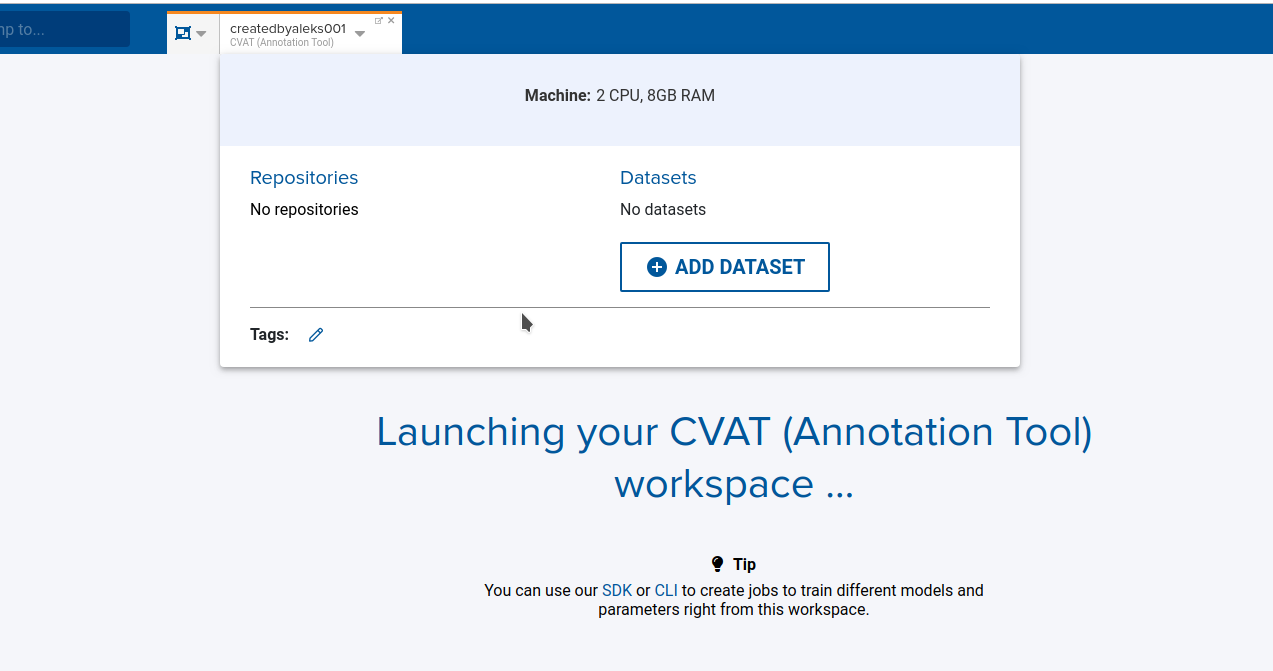 to...
createdbyaleks001
CVAT (Annotation Tool)
Machine: 2 CPU, 8GB RAM
Repositories
No repositories
Datasets
No datasets
ADD DATASET
Tags:
Launching your CVAT (Annotation Tool)
workspace ...
Tip
You can use our SDK or CLI to create jobs to train different models and
parameters right from this workspace.